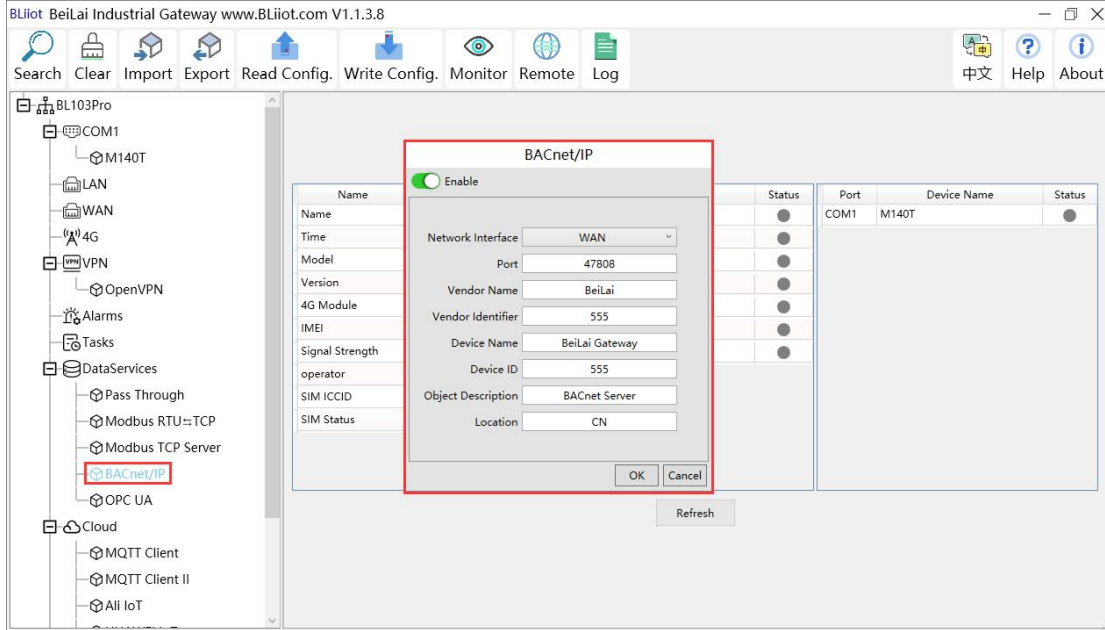 BLiiot BeiLai Industrial Gateway www.BLiiot.com V1.1.3.8
Search Clear Import Export Read Config. Write Config. Monitor Remote Log 中文 Help About
BL103Pro
COM1
M140T
LAN
WAN
4G
VPN VPN
OpenVPN
Alarms
Tasks
DataServices
Pass Through
Modbus RTU⇆TCP
Modbus TCP Server
BACnet/IP
OPC UA
Cloud
MQTT Client
MQTT Client II
Ali IoT
Name
Name
Time
Model
Version
4G Module
IMEI
Signal Strength
operator
SIM ICCID
SIM Status
BACnet/IP
Enable
Network Interface WAN
Port 47808
Vendor Name BeiLai
Vendor Identifier 555
Device Name BeiLai Gateway
Device ID 555
Object Description BACnet Server
Location CN
OK Cancel
Status
Port Device Name Status
COM1 M140T
Refresh